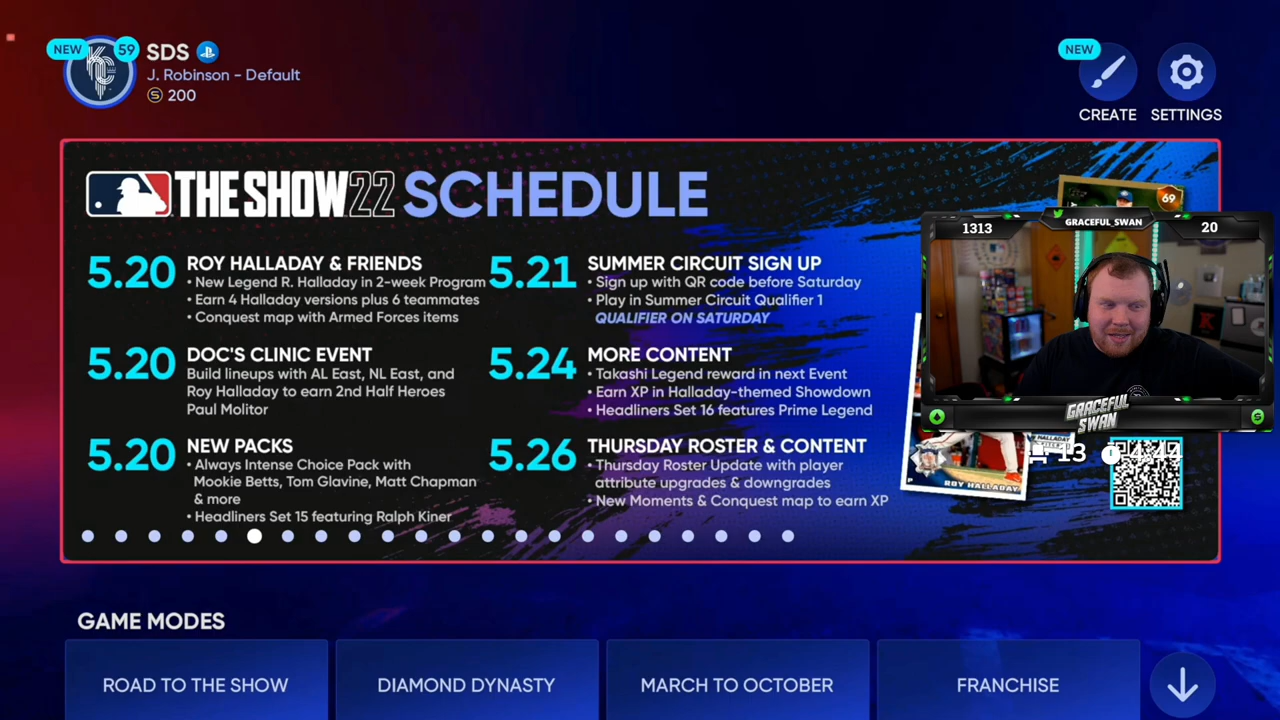 NEW
59
SDS
J. Robinson - Default
200
NEW
CREATE
SETTINGS
THE SHOW 22 SCHEDULE
5.20 ROY HALLADAY & FRIENDS
• New Legend R. Halladay in 2-week Program
• Earn 4 Halladay versions plus 6 teammates
• Conquest map with Armed Forces items
5.20 DOC'S CLINIC EVENT
Build lineups with AL East, NL East, and
Roy Halladay to earn 2nd Half Heroes
Paul Molitor
5.20 NEW PACKS
• Always Intense Choice Pack with
Mookie Betts, Tom Glavine, Matt Chapman
& more
• Headliners Set 15 featuring Ralph Kiner
5.21 SUMMER CIRCUIT SIGN UP
• Sign up with QR code before Saturday
• Play in Summer Circuit Qualifier 1
QUALIFIER ON SATURDAY
5.24 MORE CONTENT
• Takashi Legend reward in next Event
• Earn XP in Halladay-themed Showdown
• Headliners Set 16 features Prime Legend
5.26 THURSDAY ROSTER & CONTENT
• Thursday Roster Update with player
attribute upgrades & downgrades
• New Moments & Conquest map to earn XP
69
1313
GRACEFUL_SWAN
20
GRACEFUL
SWAN
HALLADAY
13
4:44
P
ROY HALLADAY
GAME MODES
ROAD TO THE SHOW
DIAMOND DYNASTY
MARCH TO OCTOBER
FRANCHISE